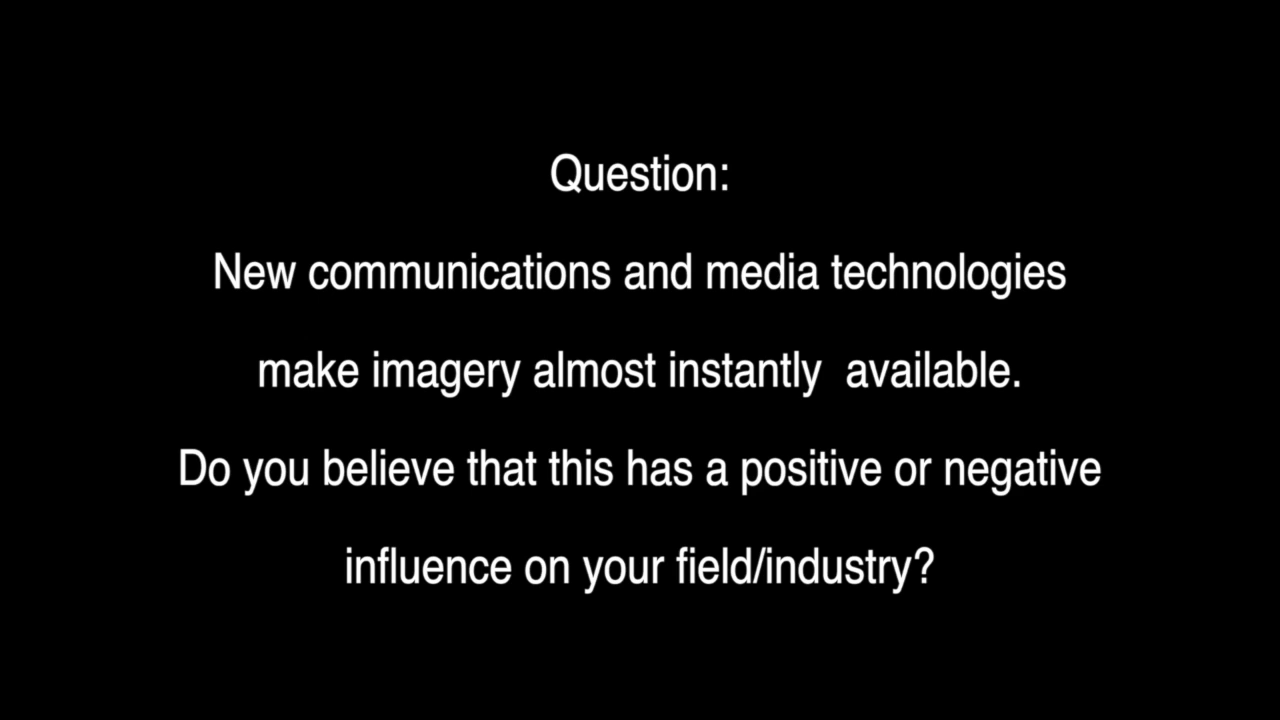 Question:
New communications and media technologies
make imagery almost instantly  available.
Do you believe that this has a positive or negative
influence on your field/industry?